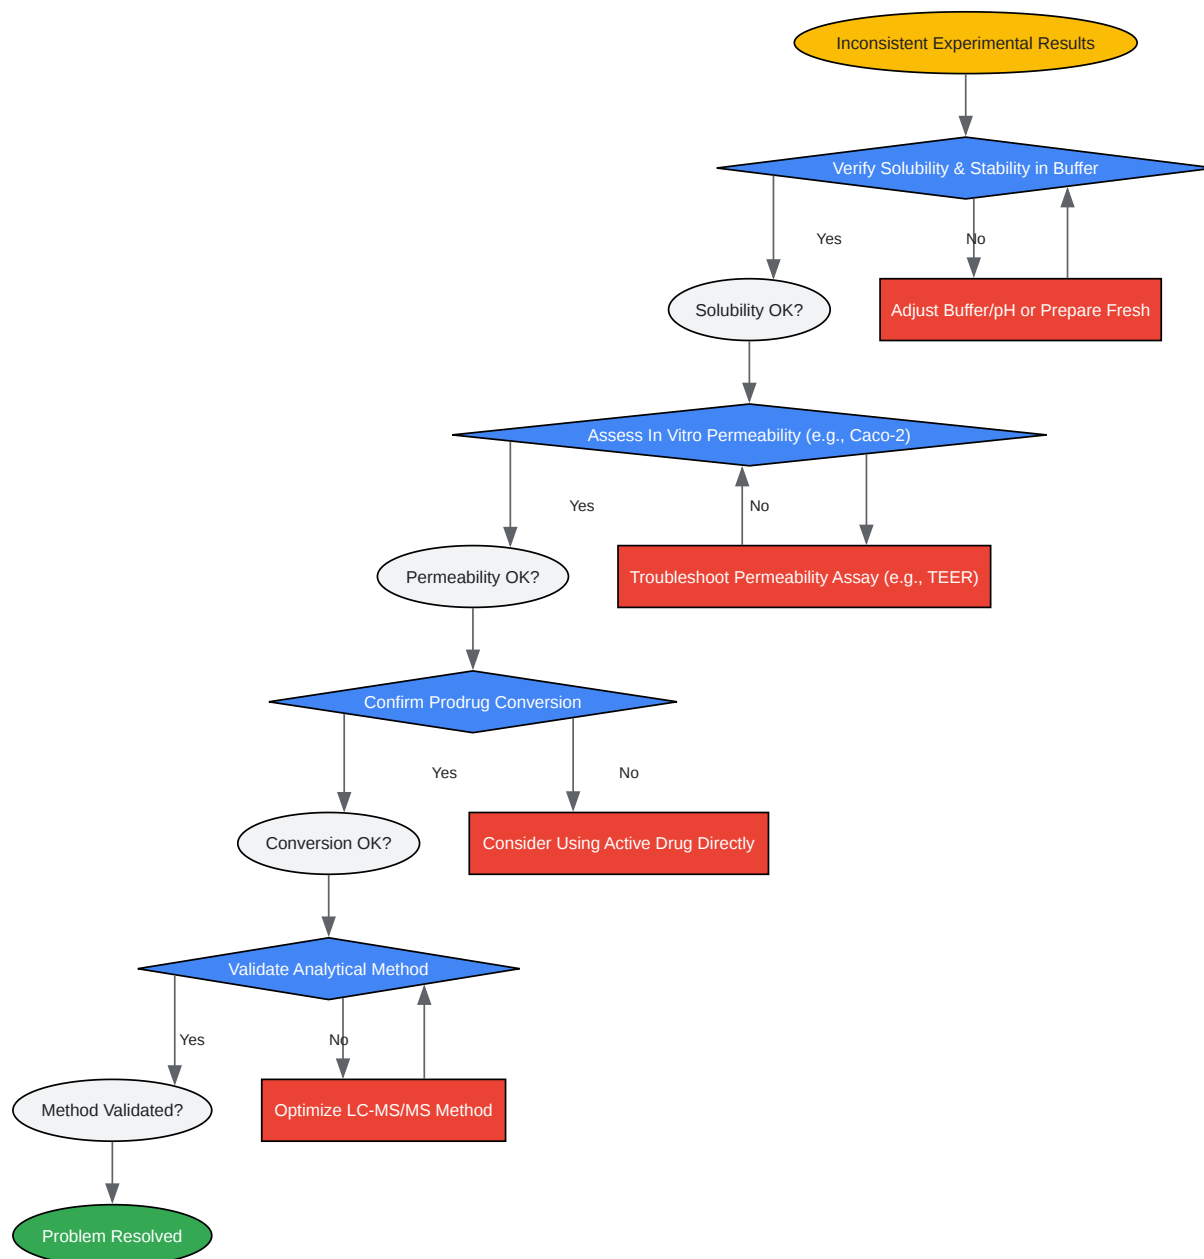 Inconsistent Experimental Results
Verify Solubility & Stability in Buffer
Yes
No
Solubility OK?
Adjust Buffer/pH or Prepare Fresh
Assess In Vitro Permeability (e.g., Caco-2)
Yes
No
Permeability OK?
Troubleshoot Permeability Assay (e.g., TEER)
Confirm Prodrug Conversion
Yes
No
Conversion OK?
Consider Using Active Drug Directly
Validate Analytical Method
Yes
No
Method Validated?
Optimize LC-MS/MS Method
Problem Resolved